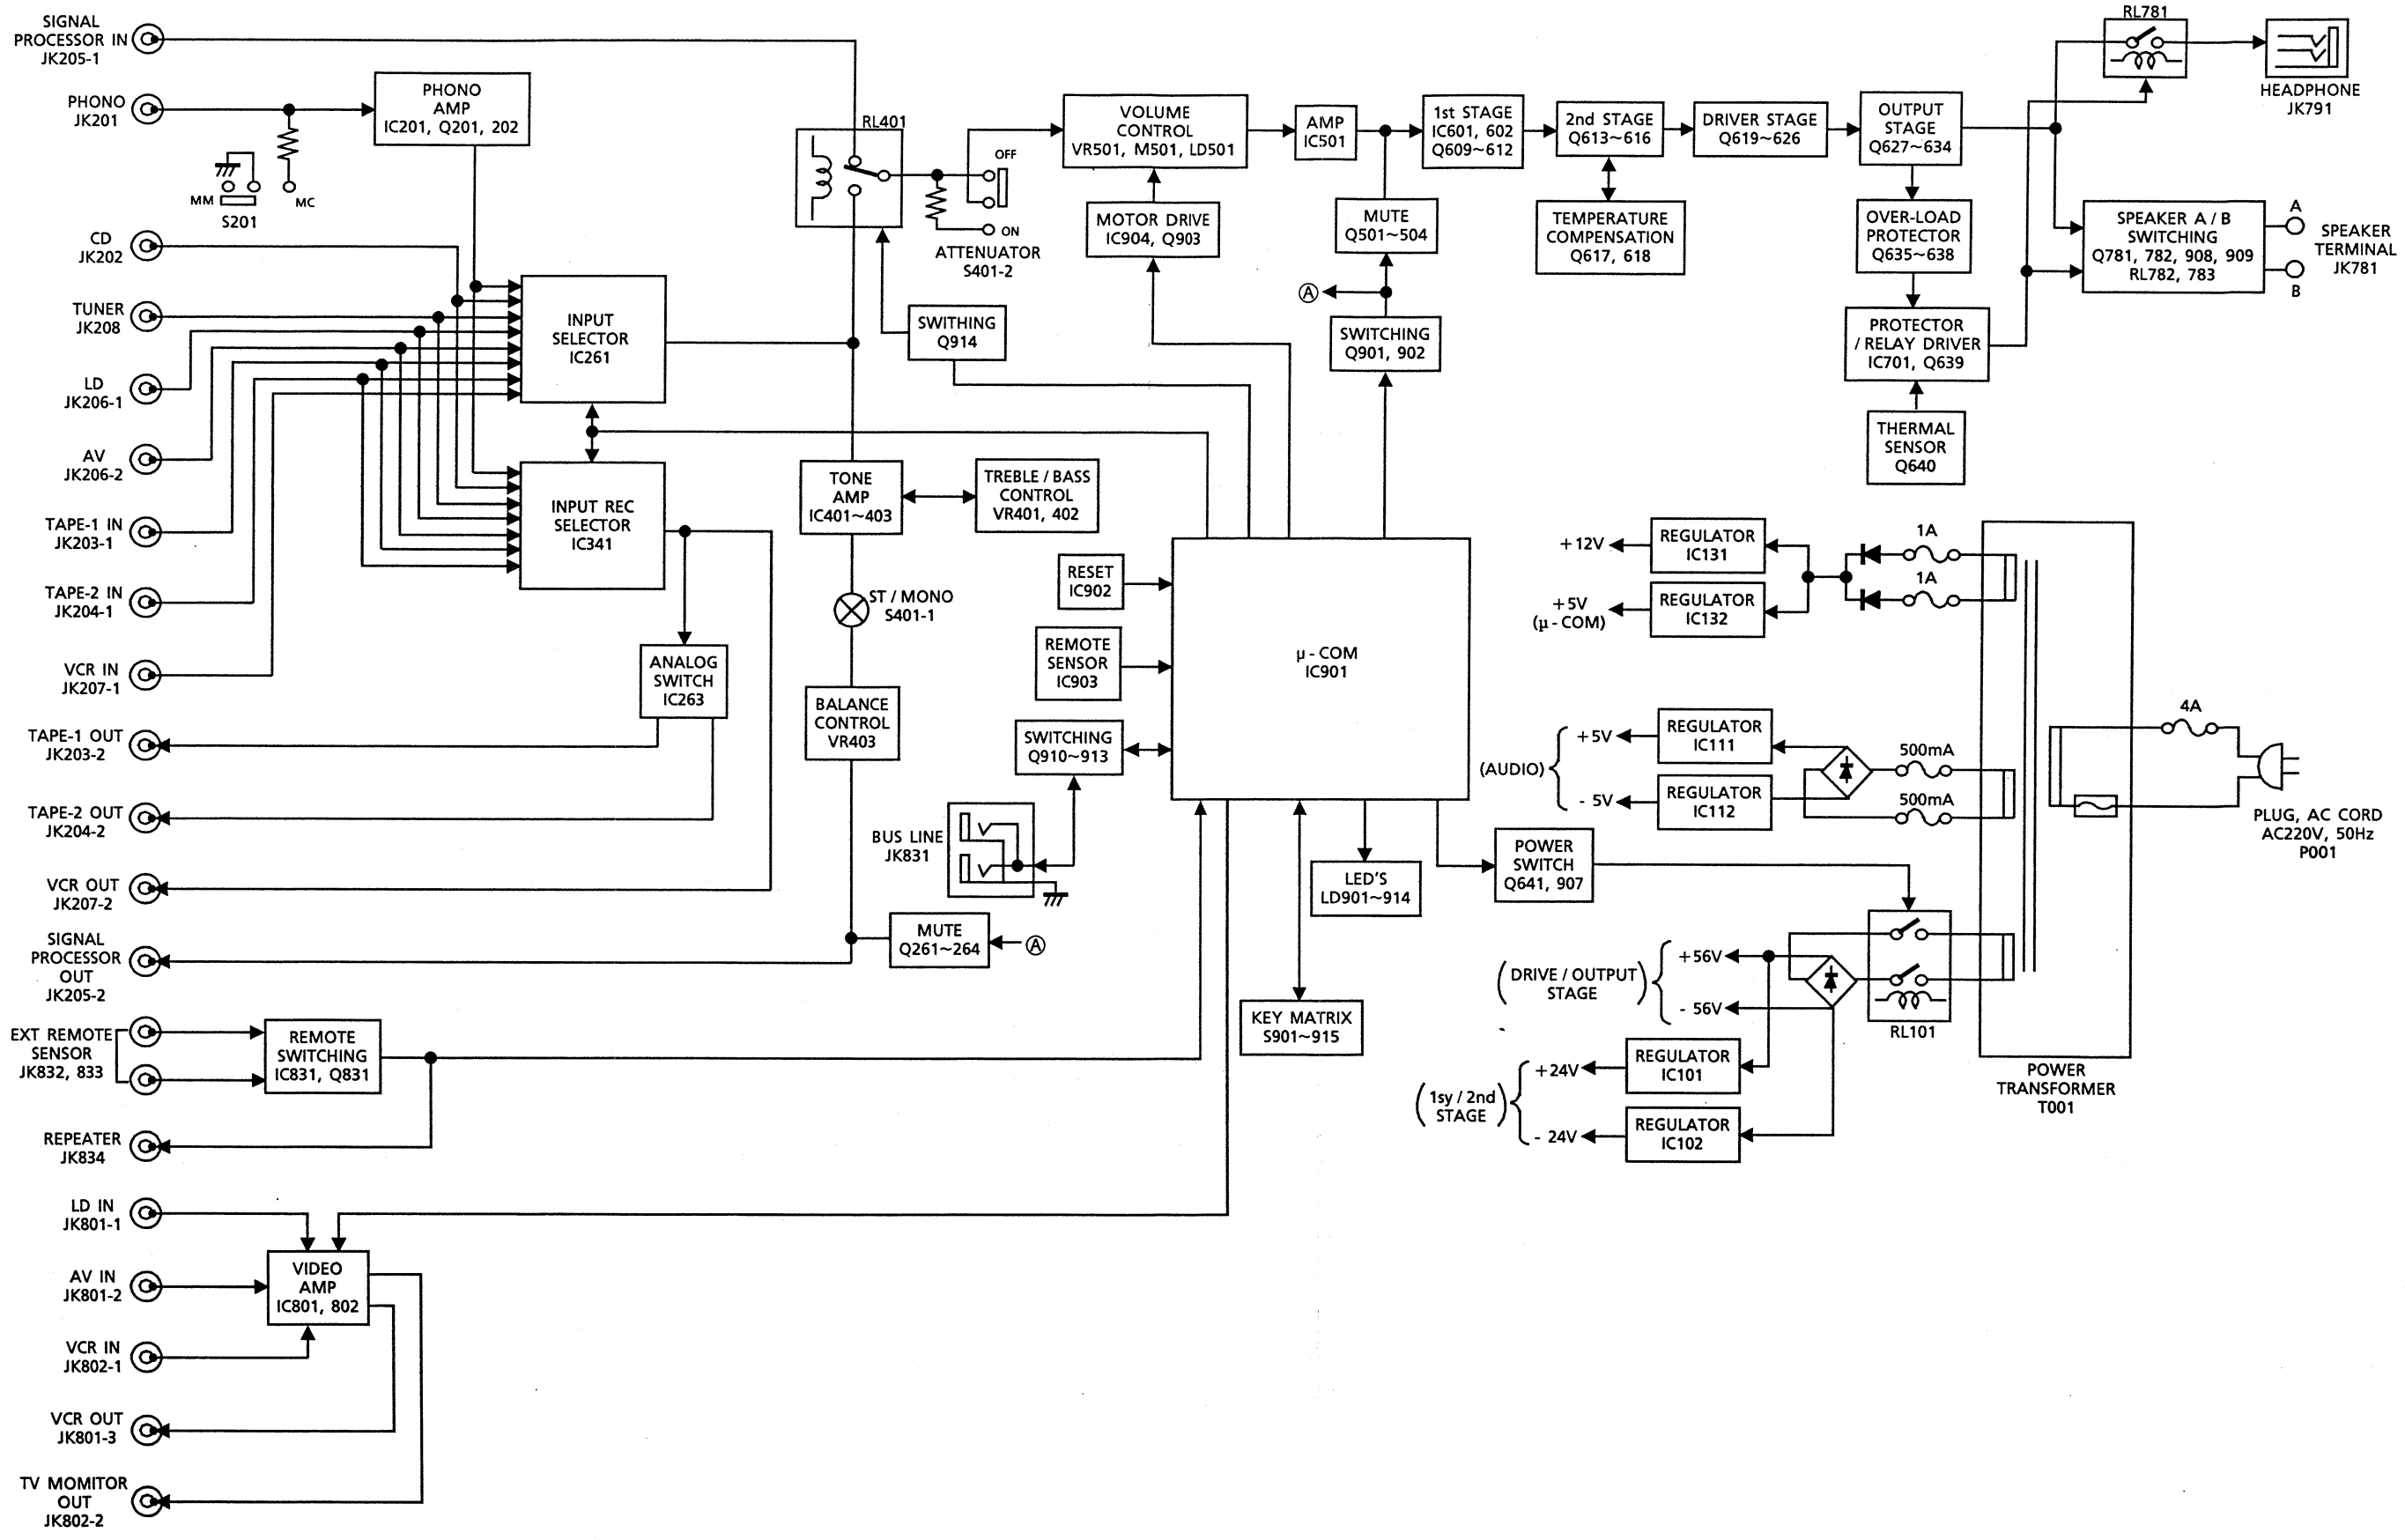 SIGNAL
PROCESSOR IN
JK205-1
PHONO
JK201
PHONO
AMP
IC201, Q201, 202
MM
S201
MC
CD
JK202
TUNER
JK208
LD
JK206-1
AV
JK206-2
TAPE-1 IN
JK203-1
TAPE-2 IN
JK204-1
VCR IN
JK207-1
TAPE-1 OUT
JK203-2
TAPE-2 OUT
JK204-2
VCR OUT
JK207-2
SIGNAL
PROCESSOR
OUT
JK205-2
EXT REMOTE
SENSOR
JK832, 833
REPEATER
JK834
LD IN
JK801-1
AV IN
JK801-2
VCR IN
JK802-1
VCR OUT
JK801-3
TV MOMITOR
OUT
JK802-2
INPUT
SELECTOR
IC261
INPUT REC
SELECTOR
IC341
ANALOG
SWITCH
IC263
REMOTE
SWITCHING
IC831, Q831
VIDEO
AMP
IC801, 802
RL401
OFF
ON
ATTENUATOR
S401-2
SWITHING
Q914
TONE
AMP
IC401~403
TREBLE / BASS
CONTROL
VR401, 402
ST / MONO
S401-1
BALANCE
CONTROL
VR403
MUTE
Q261~264
A
VOLUME
CONTROL
VR501, M501, LD501
MOTOR DRIVE
IC904, Q903
AMP
IC501
MUTE
Q501~504
A
SWITCHING
Q901, 902
1st STAGE
IC601, 602
Q609~612
2nd STAGE
Q613~616
TEMPERATURE
COMPENSATION
Q617, 618
DRIVER STAGE
Q619~626
OUTPUT
STAGE
Q627~634
OVER-LOAD
PROTECTOR
Q635~638
PROTECTOR
/ RELAY DRIVER
IC701, Q639
THERMAL
SENSOR
Q640
RL781
HEADPHONE
JK791
SPEAKER A / B
SWITCHING
Q781, 782, 908, 909
RL782, 783
A
B
SPEAKER
TERMINAL
JK781
RESET
IC902
REMOTE
SENSOR
IC903
SWITCHING
Q910~913
BUS LINE
JK831
μ - COM
IC901
LED'S
LD901~914
KEY MATRIX
S901~915
POWER
SWITCH
Q641, 907
+12V
REGULATOR
IC131
+5V
(μ - COM)
REGULATOR
IC132
1A
1A
(AUDIO)
+5V
REGULATOR
IC111
- 5V
REGULATOR
IC112
500mA
500mA
4A
PLUG, AC CORD
AC220V, 50Hz
P001
(DRIVE / OUTPUT
STAGE)
+56V
- 56V
RL101
(1sy / 2nd
STAGE)
+24V
REGULATOR
IC101
- 24V
REGULATOR
IC102
POWER
TRANSFORMER
T001